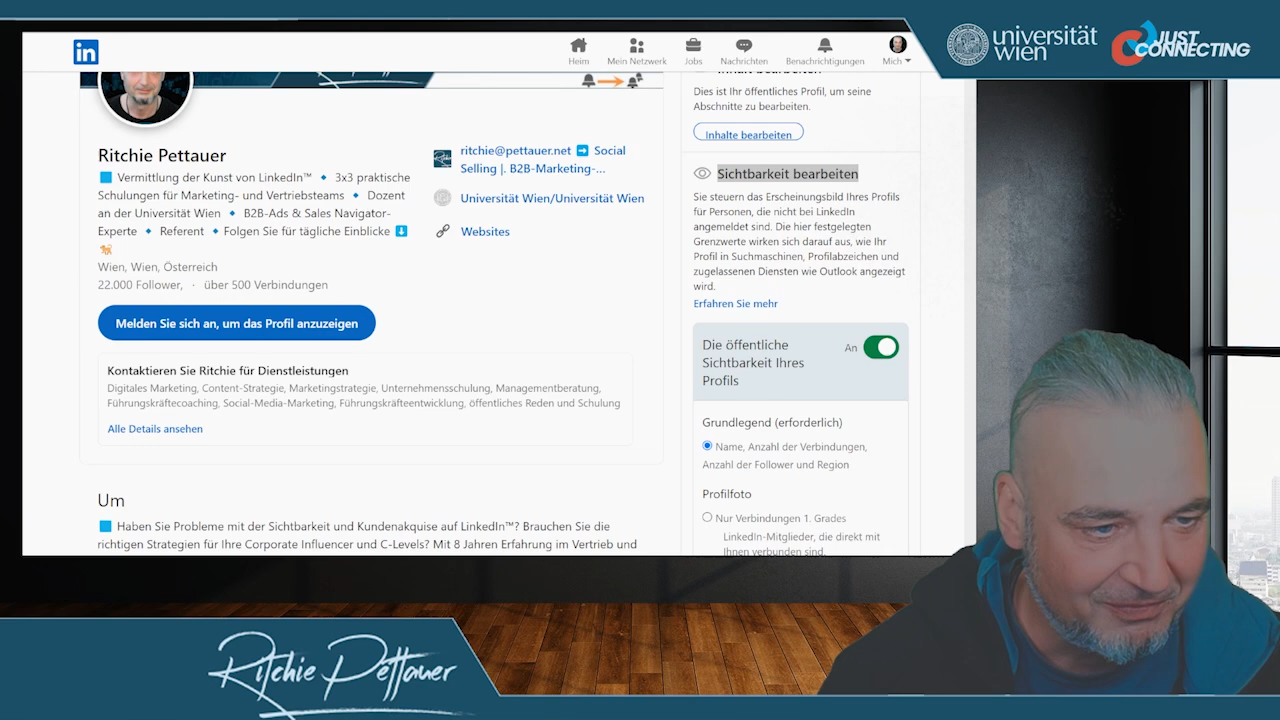 universität
wien
JUST
CONNECTING
Heim
Mein Netzwerk
Jobs
Nachrichten
Benachrichtigungen
Mich
Ritchie Pettauer
Vermittlung der Kunst von LinkedIn™ 🔹 3x3 praktische
Schulungen für Marketing- und Vertriebsteams 🔹 Dozent
an der Universität Wien 🔹 B2B-Ads & Sales Navigator-
Experte 🔹 Referent 🔹Folgen Sie für tägliche Einblicke ⬇️
🐕
Wien, Wien, Österreich
22.000 Follower, · über 500 Verbindungen
Melden Sie sich an, um das Profil anzuzeigen
ritchie@pettauer.net ➡️ Social
Selling |. B2B-Marketing-...
Universität Wien/Universität Wien
Websites
Kontaktieren Sie Ritchie für Dienstleistungen
Digitales Marketing, Content-Strategie, Marketingstrategie, Unternehmensschulung, Managementberatung,
Führungskräftecoaching, Social-Media-Marketing, Führungskräfteentwicklung, öffentliches Reden und Schulung
Alle Details ansehen
Um
Haben Sie Probleme mit der Sichtbarkeit und Kundenakquise auf LinkedIn™? Brauchen Sie die
richtigen Strategien für Ihre Corporate Influencer und C-Levels? Mit 8 Jahren Erfahrung im Vertrieb und
Inhalt bearbeiten
Dies ist Ihr öffentliches Profil, um seine
Abschnitte zu bearbeiten.
Inhalte bearbeiten
Sichtbarkeit bearbeiten
Sie steuern das Erscheinungsbild Ihres Profils
für Personen, die nicht bei LinkedIn
angemeldet sind. Die hier festgelegten
Grenzwerte wirken sich darauf aus, wie Ihr
Profil in Suchmaschinen, Profilabzeichen und
zugelassenen Diensten wie Outlook angezeigt
wird.
Erfahren Sie mehr
Die öffentliche
Sichtbarkeit Ihres
Profils
An
Grundlegend (erforderlich)
Name, Anzahl der Verbindungen,
Anzahl der Follower und Region
Profilfoto
Nur Verbindungen 1. Grades
LinkedIn-Mitglieder, die direkt mit
Ihnen verbunden sind.
Ritchie Pettauer